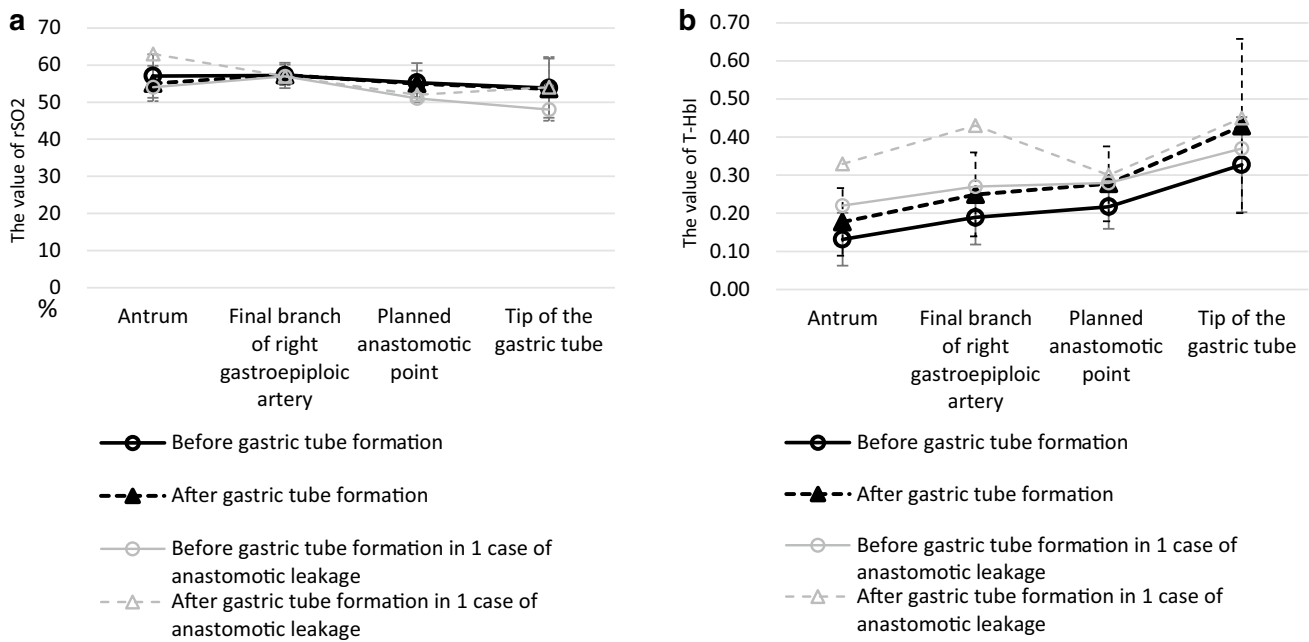 a
The value of rSO2
70
60
50
40
30
20
10
0
%
Antrum
Final branch
of right
gastroepiploic
artery
Planned
anastomotic
point
Tip of the
gastric tube
Before gastric tube formation
After gastric tube formation
Before gastric tube formation in 1 case of
anastomotic leakage
After gastric tube formation in 1 case of
anastomotic leakage
b
The value of T-HbI
0.70
0.60
0.50
0.40
0.30
0.20
0.10
0.00
Antrum
Final branch
of right
gastroepiploic
artery
Planned
anastomotic
point
Tip of the
gastric tube
Before gastric tube formation
After gastric tube formation
Before gastric tube formation in 1 case of
anastomotic leakage
After gastric tube formation in 1 case of
anastomotic leakage